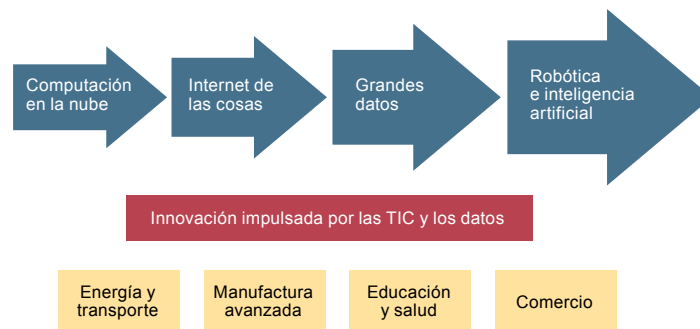 Computación
en la nube
Internet de
las cosas
Grandes
datos
Robótica
e inteligencia
artificial
Innovación impulsada por las TIC y los datos
Energía y
transporte
Manufactura
avanzada
Educación
y salud
Comercio